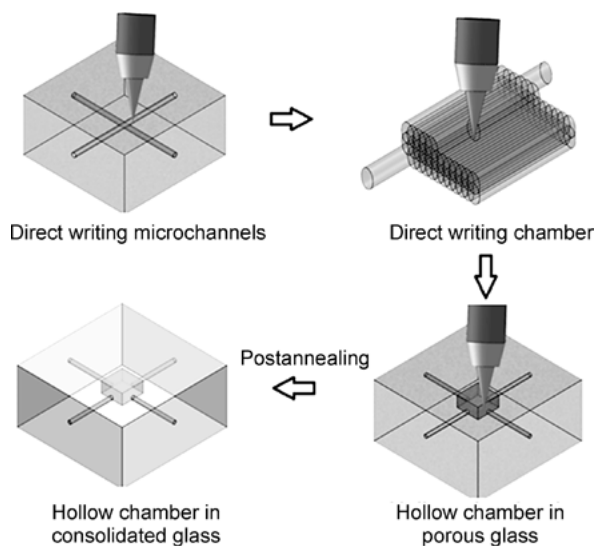 Direct writing microchannels
Direct writing chamber
Postannealing
Hollow chamber in
consolidated glass
Hollow chamber in
porous glass